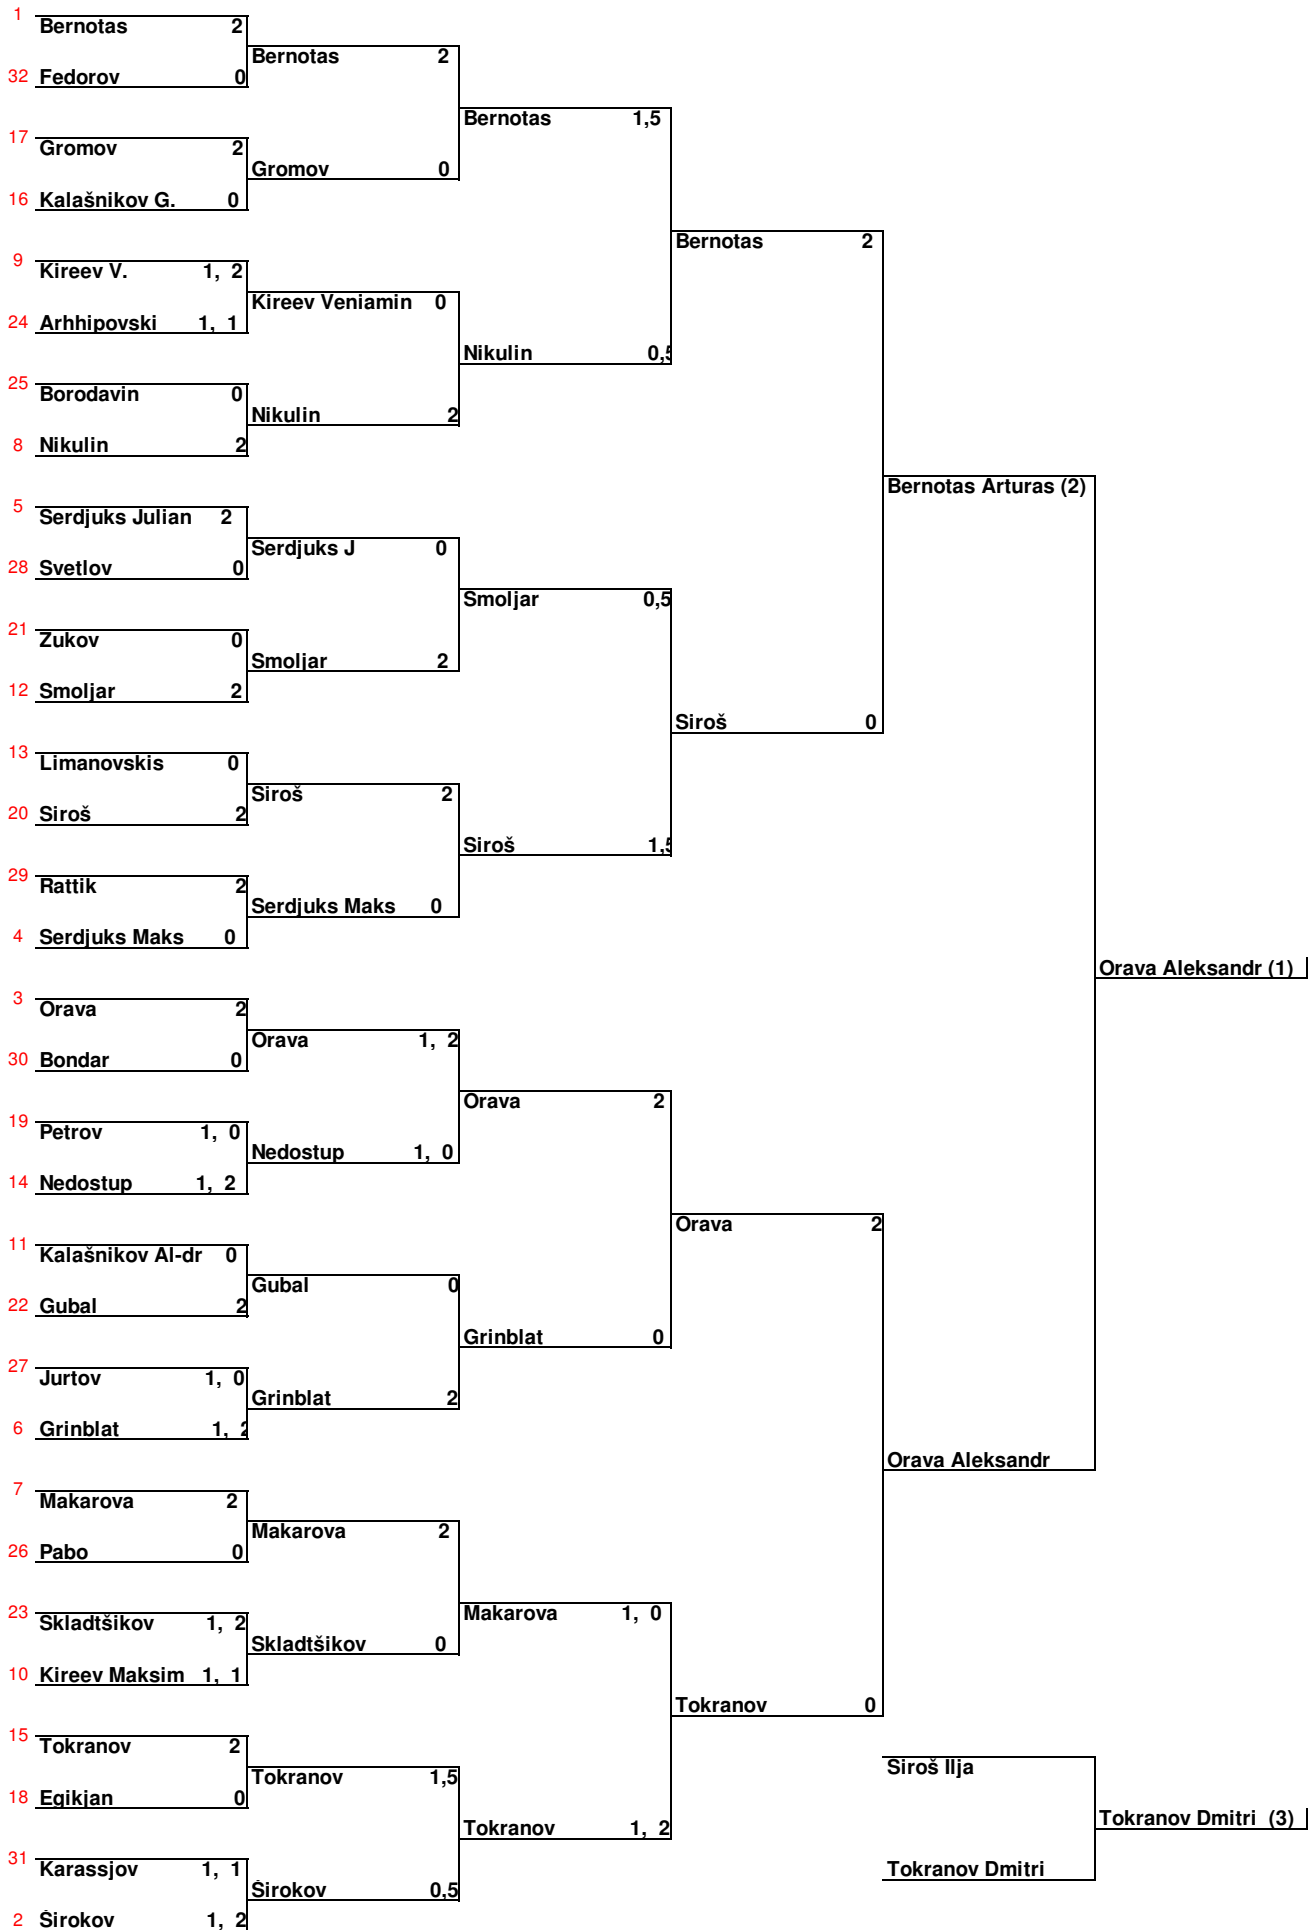 1 Bernotas 2
Bernotas 2
32 Fedorov 0
Bernotas 1,5
17 Gromov 2
Gromov 0
16 Kalašnikov G. 0
Bernotas 2
9 Kireev V. 1, 2
Kireev Veniamin 0
24 Arhhipovski 1, 1
Nikulin 0,5
25 Borodavin 0
Nikulin 2
8 Nikulin 2
Bernotas Arturas (2)
5 Serdjuks Julian 2
Serdjuks J 0
28 Svetlov 0
Smoljar 0,5
21 Zukov 0
Smoljar 2
12 Smoljar 2
Siroš 0
13 Limanovskis 0
Siroš 2
20 Siroš 2
Siroš 1,5
29 Rattik 2
Serdjuks Maks 0
4 Serdjuks Maks 0
Orava Aleksandr (1)
3 Orava 2
Orava 1, 2
30 Bondar 0
Orava 2
19 Petrov 1, 0
Nedostup 1, 0
14 Nedostup 1, 2
Orava 2
11 Kalašnikov Al-dr 0
Gubal 0
22 Gubal 2
Grinblat 0
27 Jurtov 1, 0
Grinblat 2
6 Grinblat 1, 2
Orava Aleksandr
7 Makarova 2
Makarova 2
26 Pabo 0
Makarova 1, 0
23 Skladtšikov 1, 2
Skladtšikov 0
10 Kireev Maksim 1, 1
Tokranov 0
15 Tokranov 2
Siroš Ilja
Tokranov 1,5
18 Egikjan 0
Tokranov Dmitri (3)
Tokranov 1, 2
31 Karassjov 1, 1
Tokranov Dmitri
Širokov 0,5
2 Širokov 1, 2